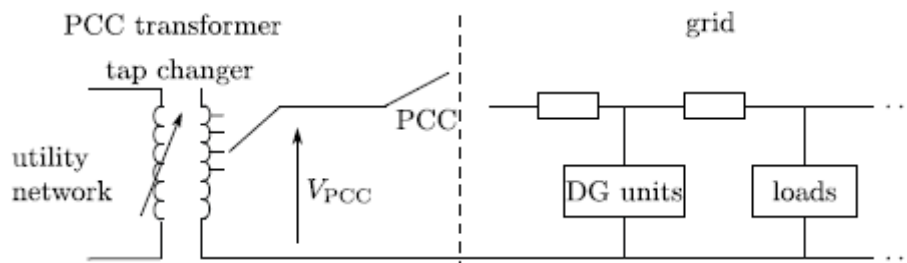 PCC transformer
grid
tap changer
PCC
utility
network
V_PCC
DG units
loads